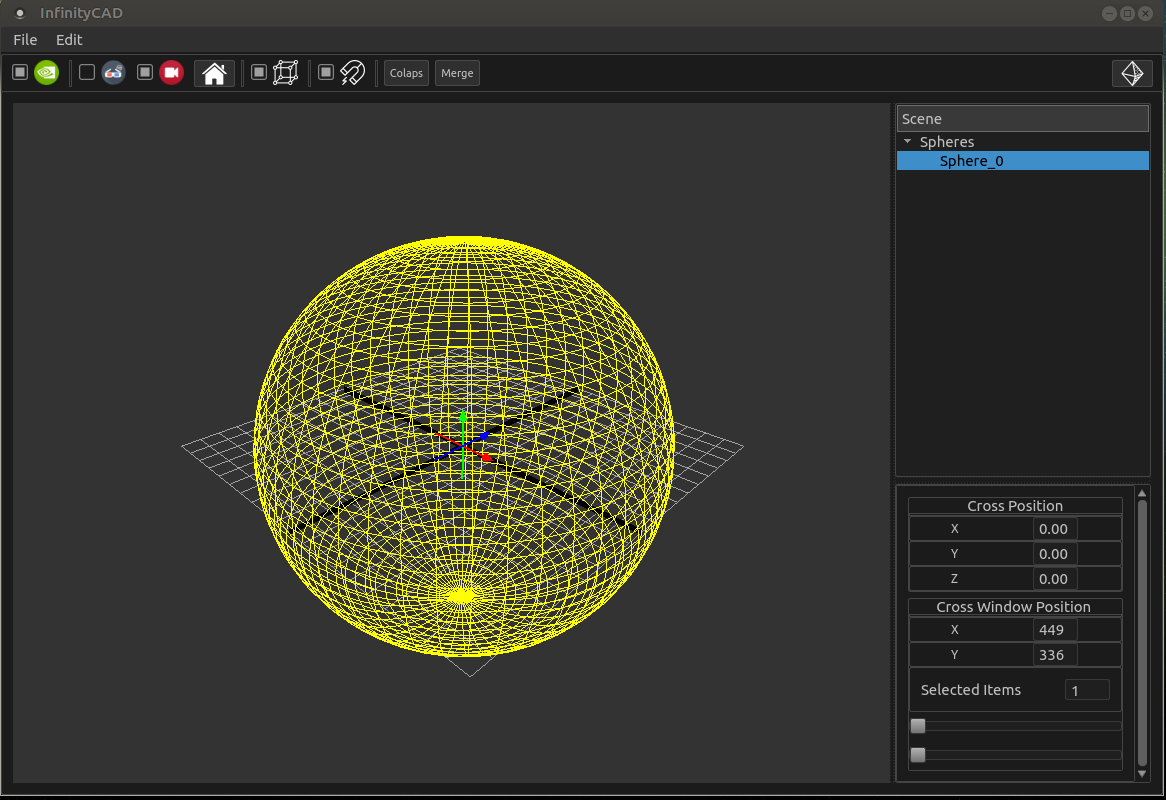 InfinityCAD
File Edit
Colaps Merge
Scene
Spheres
Sphere_0
Cross Position
X 0.00
Y 0.00
Z 0.00
Cross Window Position
X 449
Y 336
Selected Items 1